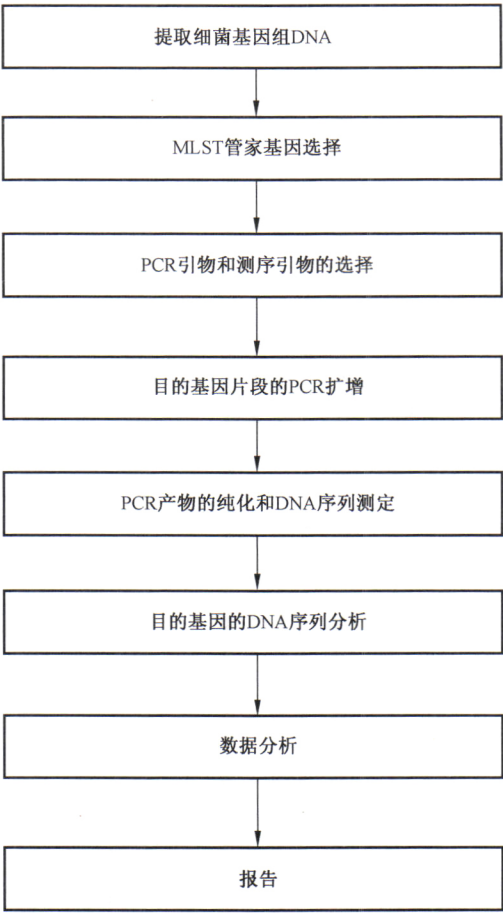 提取细菌基因组DNA
MLST管家基因选择
PCR引物和测序引物的选择
目的基因片段的PCR扩增
PCR产物的纯化和DNA序列测定
目的基因的DNA序列分析
数据分析
报告